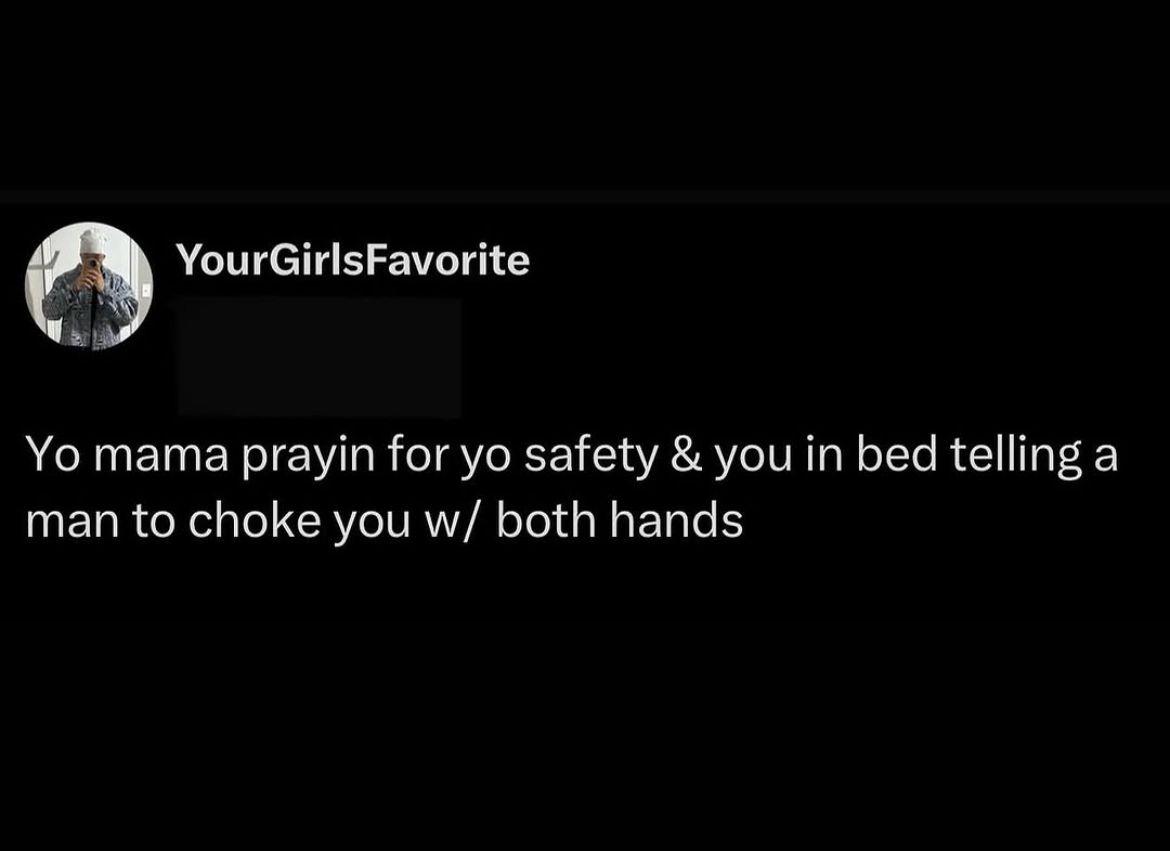 YourGirlsFavorite
Yo mama prayin for yo safety & you in bed telling a
man to choke you w/ both hands